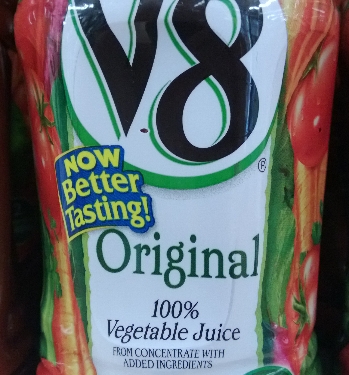 V8®
NOW
Better
Tasting!
Original
100%
Vegetable Juice
FROM CONCENTRATE WITH
ADDED INGREDIENTS